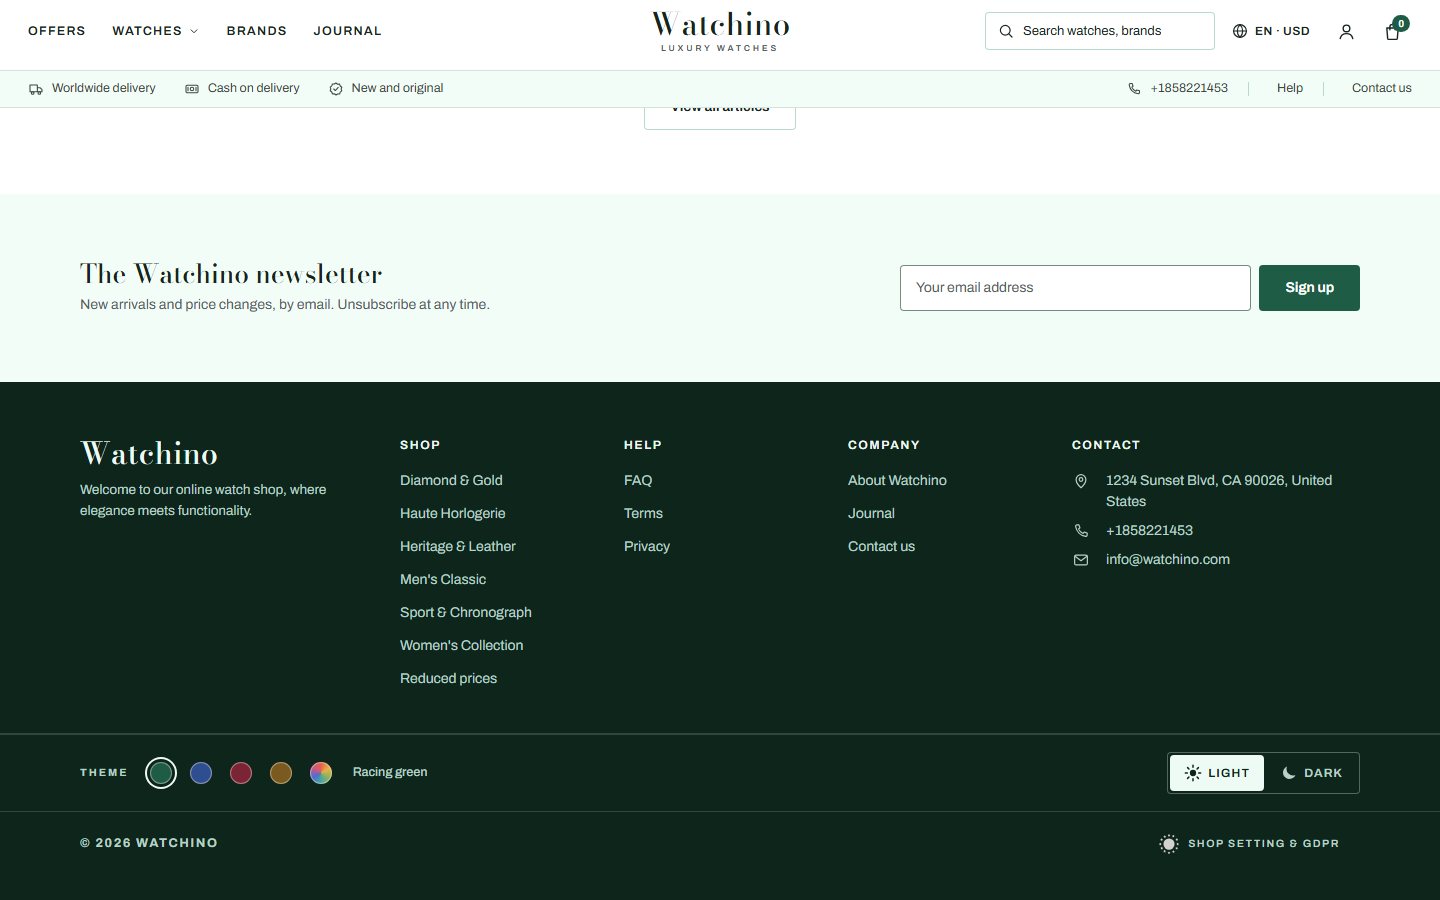 OFFERS WATCHES BRANDS JOURNAL
Watchino
LUXURY WATCHES
Search watches, brands
EN · USD
0
Worldwide delivery
Cash on delivery
New and original
+1858221453
Help
Contact us
View all articles
The Watchino newsletter
New arrivals and price changes, by email. Unsubscribe at any time.
Your email address
Sign up
Watchino
Welcome to our online watch shop, where
elegance meets functionality.
SHOP
Diamond & Gold
Haute Horlogerie
Heritage & Leather
Men's Classic
Sport & Chronograph
Women's Collection
Reduced prices
HELP
FAQ
Terms
Privacy
COMPANY
About Watchino
Journal
Contact us
CONTACT
1234 Sunset Blvd, CA 90026, United
States
+1858221453
info@watchino.com
THEME
Racing green
LIGHT
DARK
© 2026 WATCHINO
SHOP SETTING & GDPR